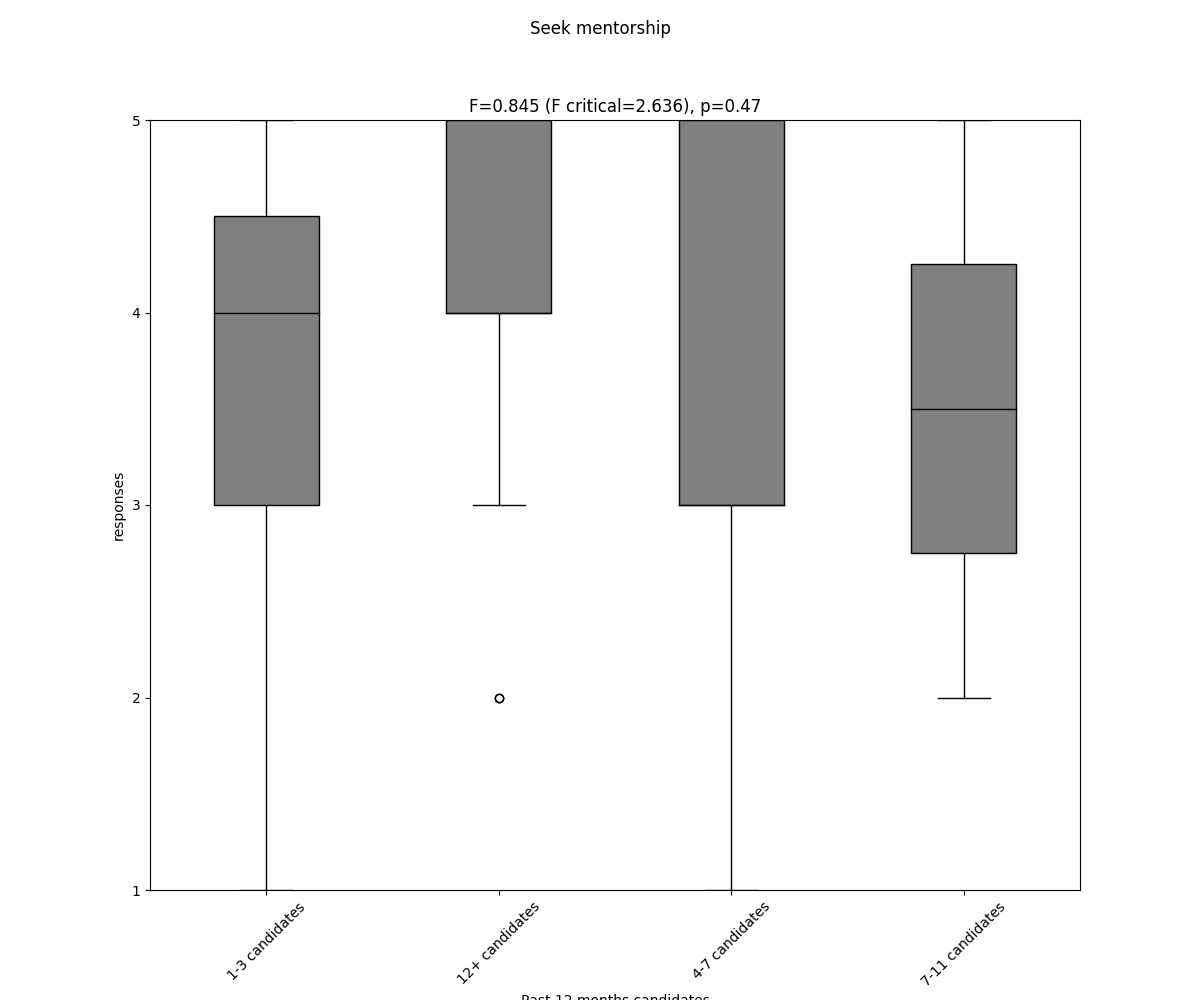 Seek mentorship
F=0.845 (F critical=2.636), p=0.47
5
4
3
2
1
responses
1-3 candidates
12+ candidates
4-7 candidates
7-11 candidates
Past 12 months candidates